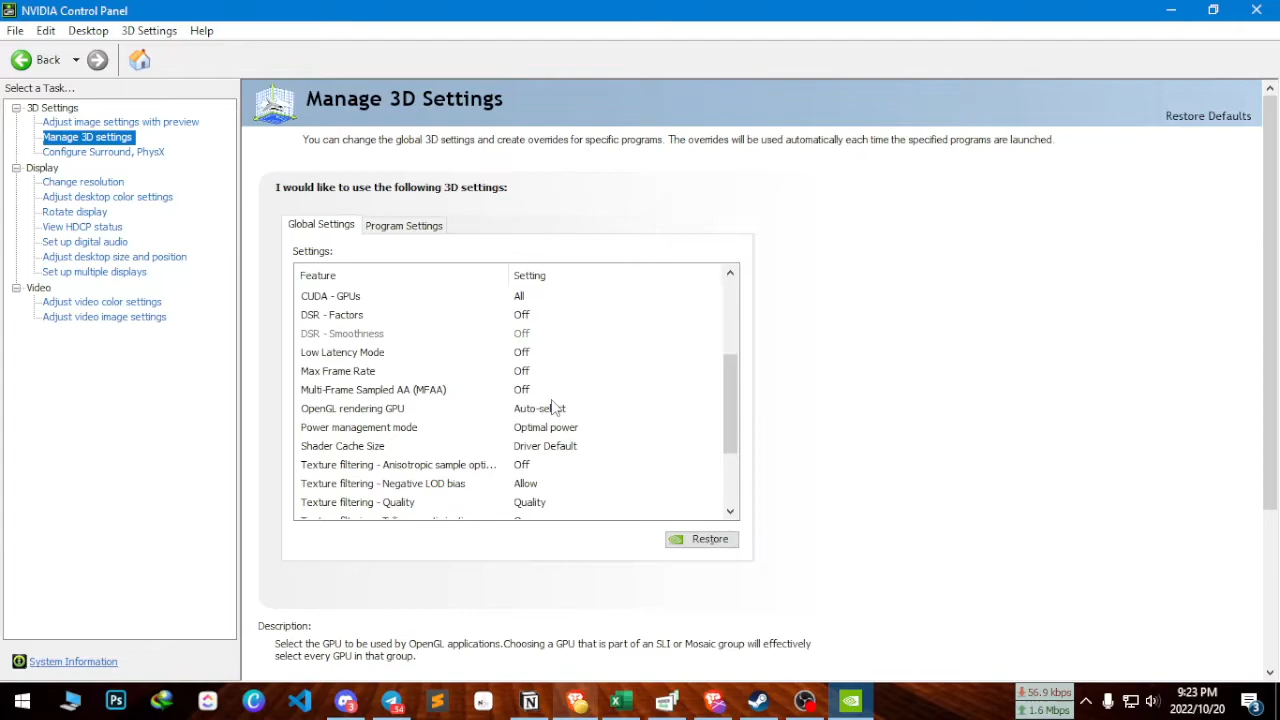 NVIDIA Control Panel
File Edit Desktop 3D Settings Help
Back
Select a Task...
3D Settings
Adjust image settings with preview
Manage 3D settings
Configure Surround, PhysX
Display
Change resolution
Adjust desktop color settings
Rotate display
View HDCP status
Set up digital audio
Adjust desktop size and position
Set up multiple displays
Video
Adjust video color settings
Adjust video image settings
System Information
Manage 3D Settings
Restore Defaults
You can change the global 3D settings and create overrides for specific programs. The overrides will be used automatically each time the specified programs are launched.
I would like to use the following 3D settings:
Global Settings Program Settings
Settings:
Feature Setting
CUDA - GPUs All
DSR - Factors Off
DSR - Smoothness Off
Low Latency Mode Off
Max Frame Rate Off
Multi-Frame Sampled AA (MFAA) Off
OpenGL rendering GPU Auto-select
Power management mode Optimal power
Shader Cache Size Driver Default
Texture filtering - Anisotropic sample opti... Off
Texture filtering - Negative LOD bias Allow
Texture filtering - Quality Quality
Restore
Description:
Select the GPU to be used by OpenGL applications.Choosing a GPU that is part of an SLI or Mosaic group will effectively
select every GPU in that group.
Ps
3
34
56.9 kbps
1.6 Mbps
9:23 PM
2022/10/20
3